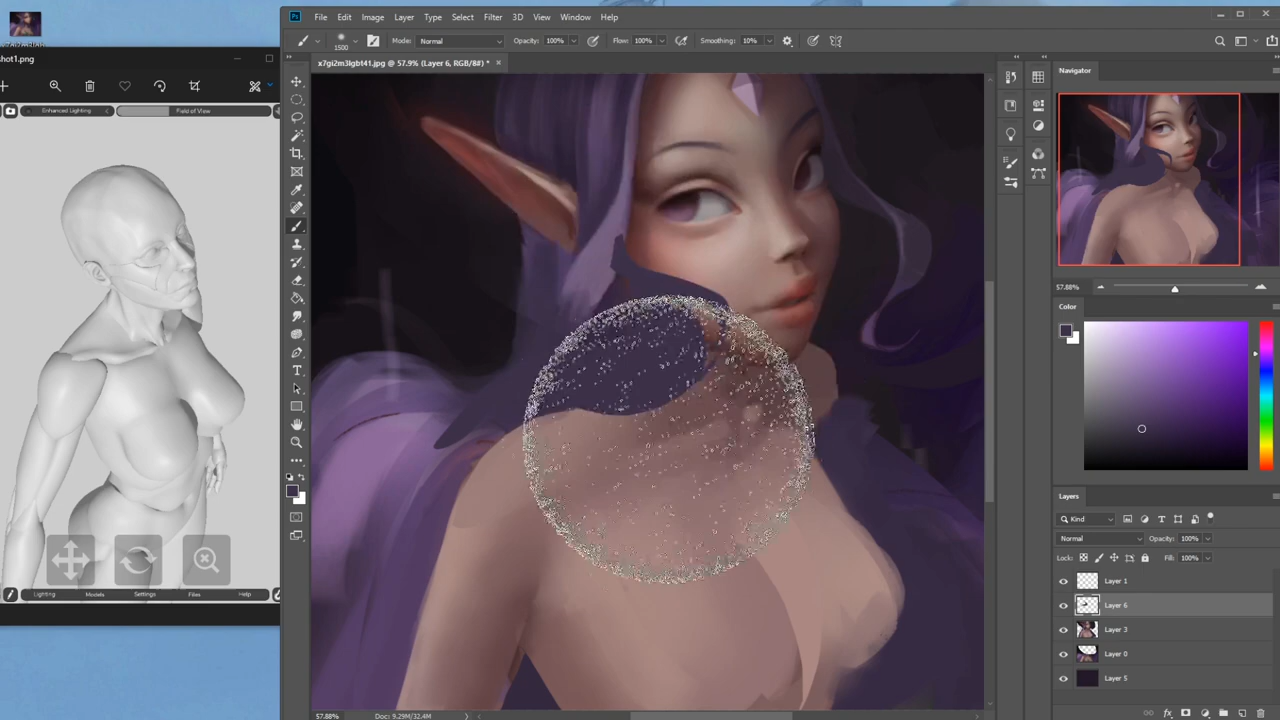 shot1.png
Enhanced Lighting
Field of View
Lighting
Models
Settings
Files
Help
Ps
File
Edit
Image
Layer
Type
Select
Filter
3D
View
Window
Help
1500
Mode:
Normal
Opacity:
100%
Flow:
100%
Smoothing:
10%
x7gi2m3lgbt41.jpg @ 57.9% (Layer 6, RGB/8#) *
Navigator
57.88%
Color
Layers
Kind
Normal
Opacity:
100%
Lock:
Fill:
100%
Layer 1
Layer 6
Layer 3
Layer 0
Layer 5
57.88%
Doc: 9.29M/32.4M